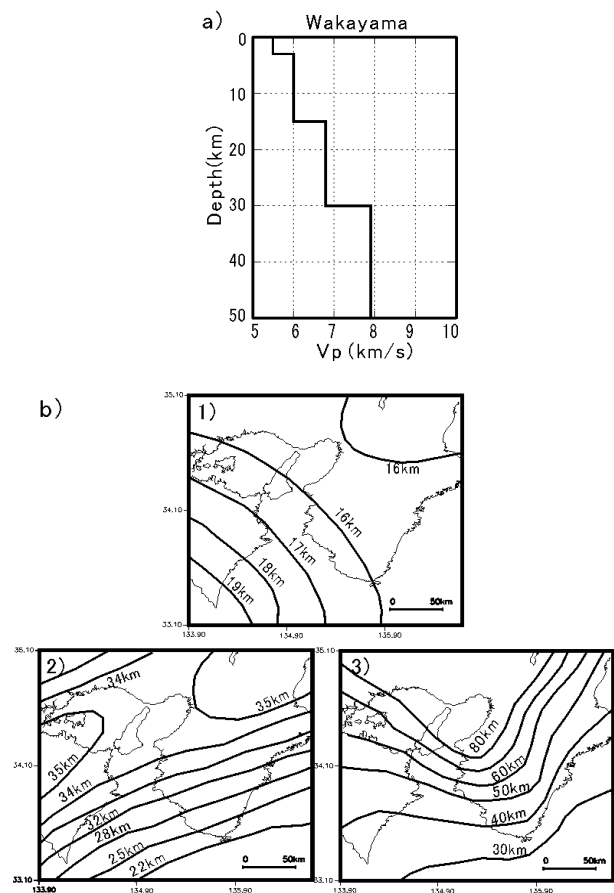 a)
Wakayama
0
10
20
30
40
50
Depth(km)
5 6 7 8 9 10
Vp (km/s)
b)
1)
35.10
34.10
33.10
133.90 134.90 135.90
16km
16km
17km
18km
19km
0 50km
2)
35.10
34.10
33.10
133.90 134.90 135.90
34km
35km
35km
34km
32km
28km
25km
22km
0 50km
3)
35.10
34.10
33.10
133.90 134.90 135.90
80km
60km
50km
40km
30km
0 50km